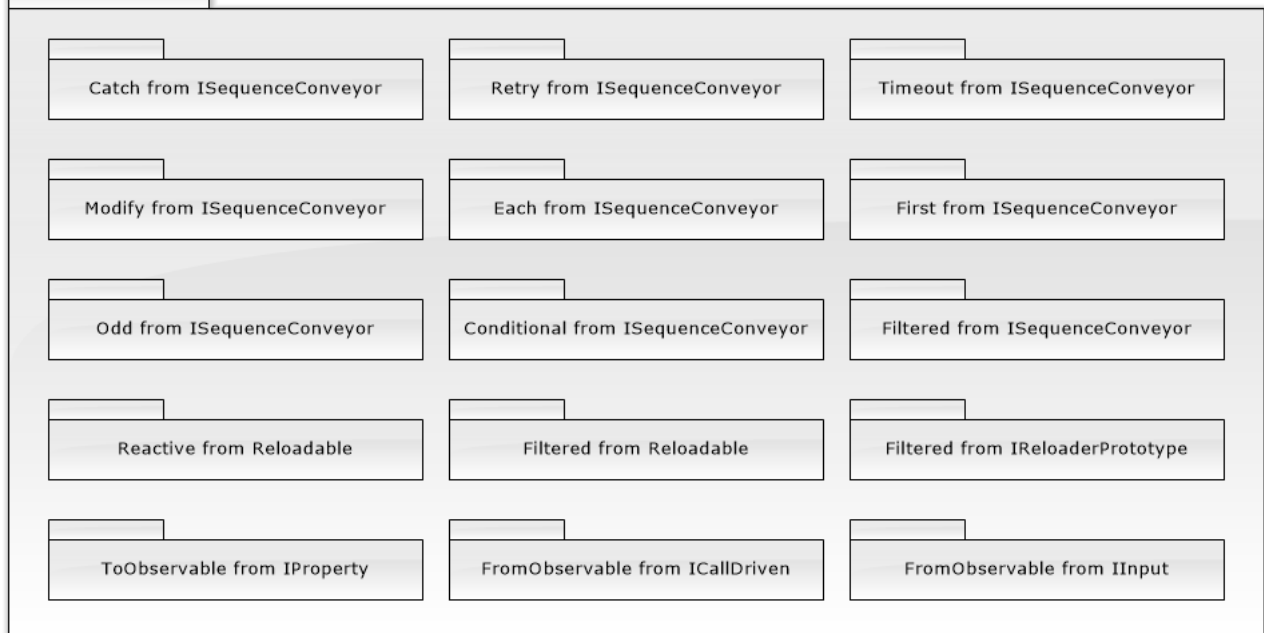 Catch from ISequenceConveyor
Retry from ISequenceConveyor
Timeout from ISequenceConveyor
Modify from ISequenceConveyor
Each from ISequenceConveyor
First from ISequenceConveyor
Odd from ISequenceConveyor
Conditional from ISequenceConveyor
Filtered from ISequenceConveyor
Reactive from Reloadable
Filtered from Reloadable
Filtered from IReloaderPrototype
ToObservable from IProperty
FromObservable from ICallDriven
FromObservable from IInput